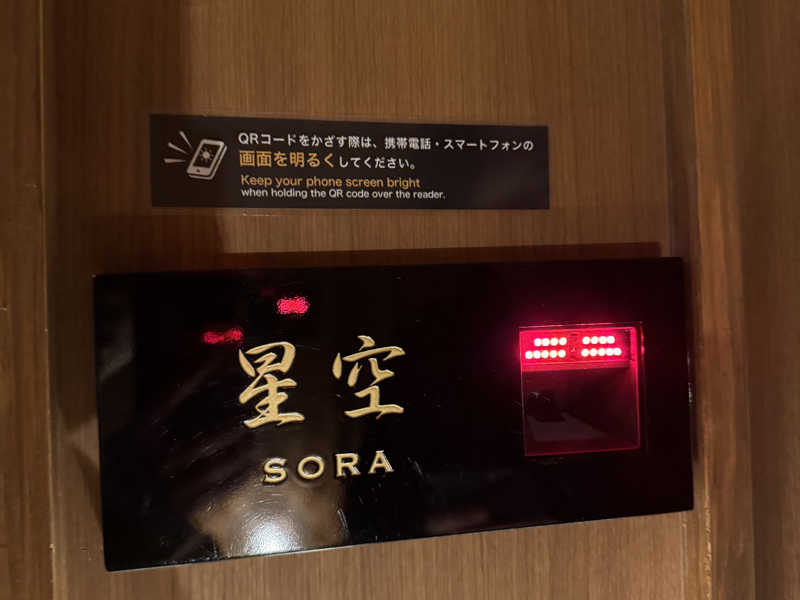 QRコードをかざす際は、携帯電話・スマートフォンの
画面を明るくしてください。
Keep your phone screen bright
when holding the QR code over the reader.
星空
SORA